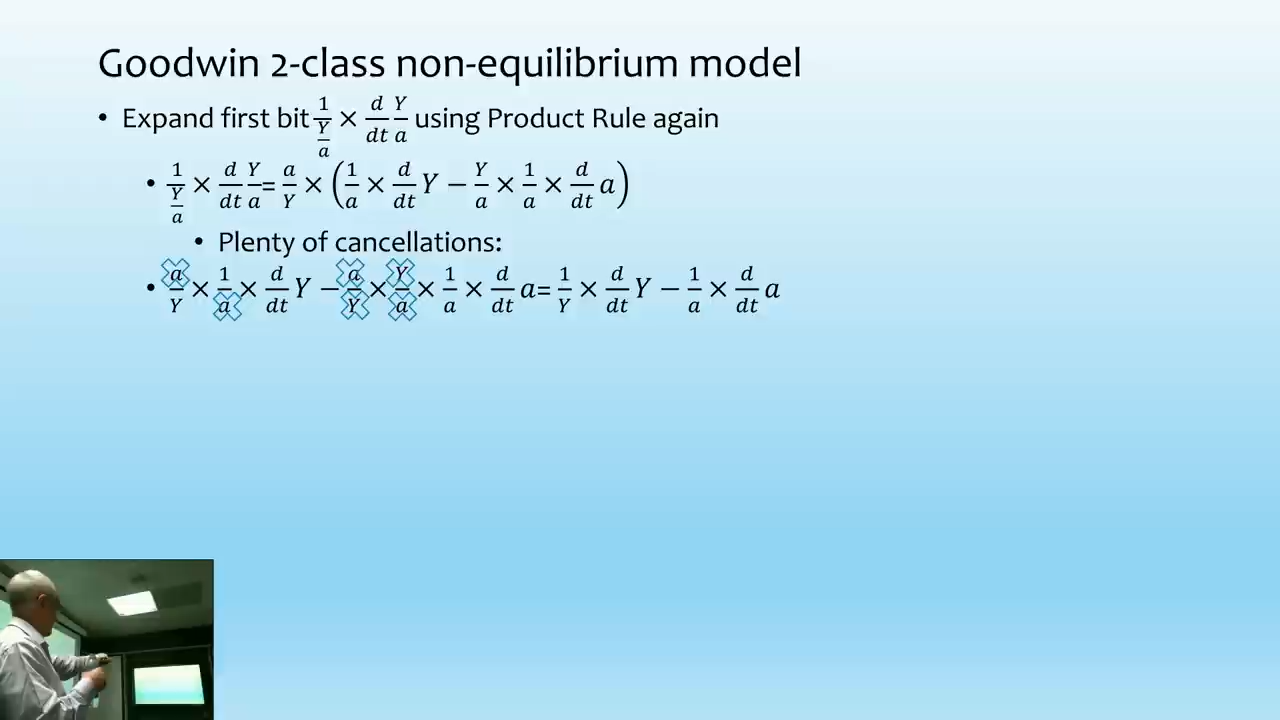 Goodwin 2-class non-equilibrium model
• Expand first bit 1/(Y/a) × d/dt Y/a using Product Rule again
• 1/(Y/a) × d/dt Y/a = a/Y × (1/a × d/dt Y − Y/a × 1/a × d/dt a)
• Plenty of cancellations:
• a/Y × 1/a × d/dt Y − a/Y × Y/a × 1/a × d/dt a = 1/Y × d/dt Y − 1/a × d/dt a